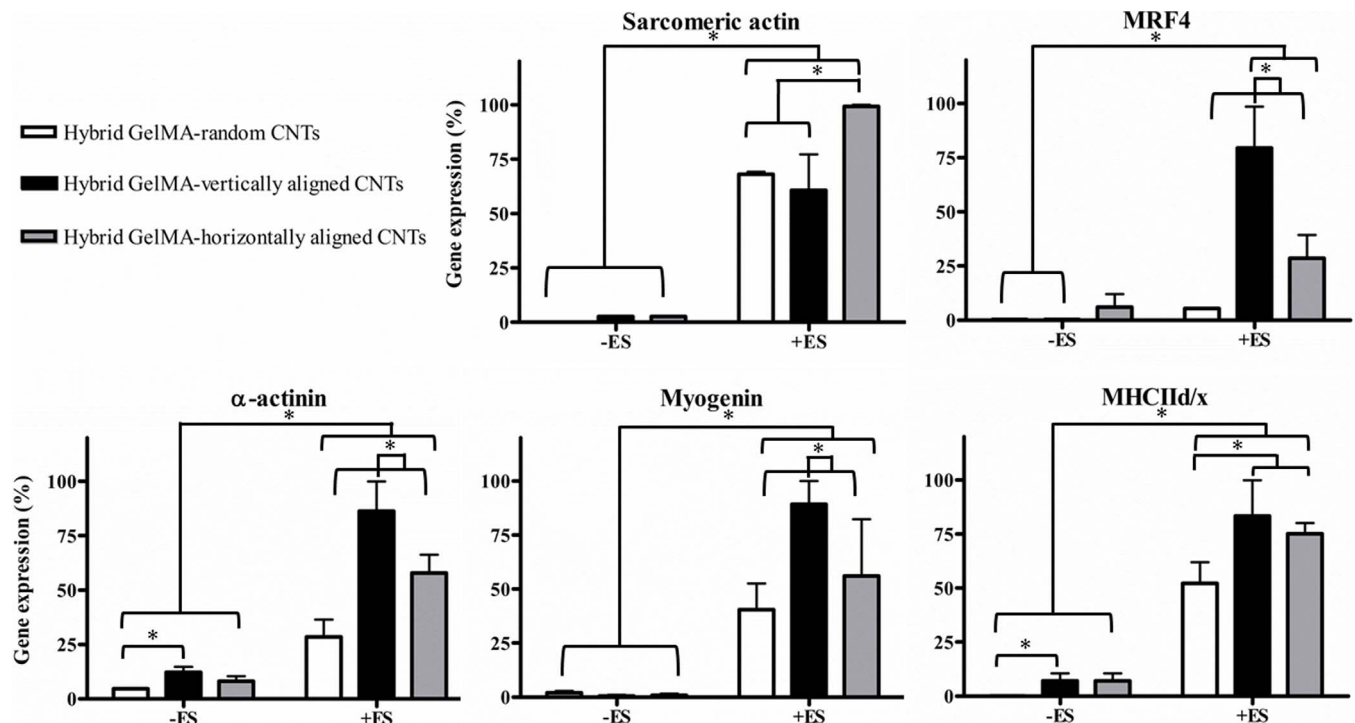 Hybrid GelMA-random CNTs
Hybrid GelMA-vertically aligned CNTs
Hybrid GelMA-horizontally aligned CNTs
Sarcomeric actin
*
*
Gene expression (%)
100
75
50
25
0
-ES
+ES
MRF4
*
*
100
75
50
25
0
-ES
+ES
α-actinin
*
*
*
Gene expression (%)
100
75
50
25
0
-ES
+ES
Myogenin
*
*
100
75
50
25
0
-ES
+ES
MHCIId/x
*
*
*
100
75
50
25
0
-ES
+ES